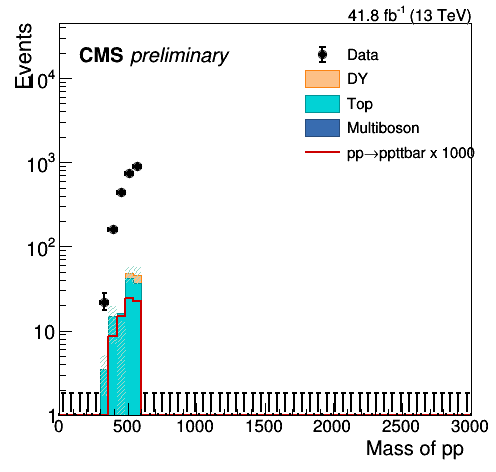 41.8 fb⁻¹ (13 TeV)
Events
CMS preliminary
Data
DY
Top
Multiboson
pp→ppttbar x 1000
10⁴
10³
10²
10
1
0 500 1000 1500 2000 2500 3000
Mass of pp